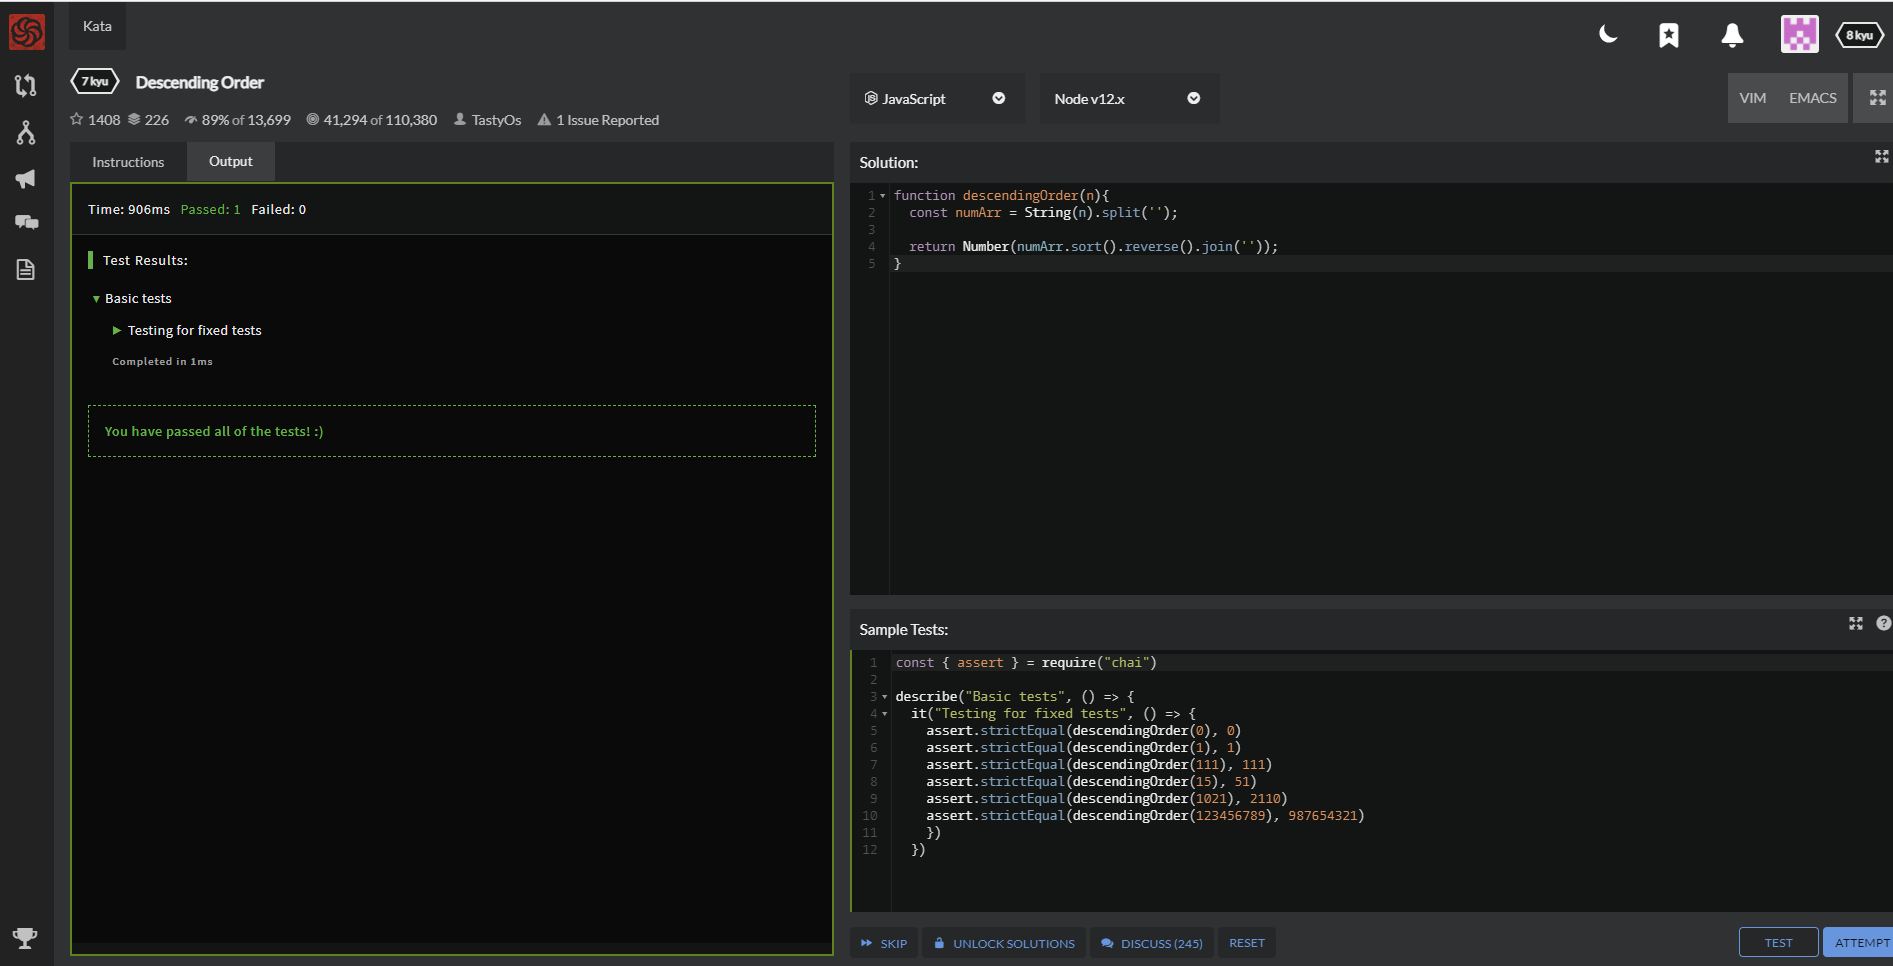 Kata
8 kyu
7 kyu Descending Order
1408 226 89% of 13,699 41,294 of 110,380 TastyOs 1 Issue Reported
JavaScript Node v12.x VIM EMACS
Instructions Output
Time: 906ms Passed: 1 Failed: 0
Test Results:
Basic tests
Testing for fixed tests
Completed in 1ms
You have passed all of the tests! :)
Solution:
1 function descendingOrder(n){
2 const numArr = String(n).split('');
3
4 return Number(numArr.sort().reverse().join(''));
5 }
Sample Tests:
1 const { assert } = require("chai")
2
3 describe("Basic tests", () => {
4 it("Testing for fixed tests", () => {
5 assert.strictEqual(descendingOrder(0), 0)
6 assert.strictEqual(descendingOrder(1), 1)
7 assert.strictEqual(descendingOrder(111), 111)
8 assert.strictEqual(descendingOrder(15), 51)
9 assert.strictEqual(descendingOrder(1021), 2110)
10 assert.strictEqual(descendingOrder(123456789), 987654321)
11 })
12 })
SKIP UNLOCK SOLUTIONS DISCUSS (245) RESET TEST ATTEMPT